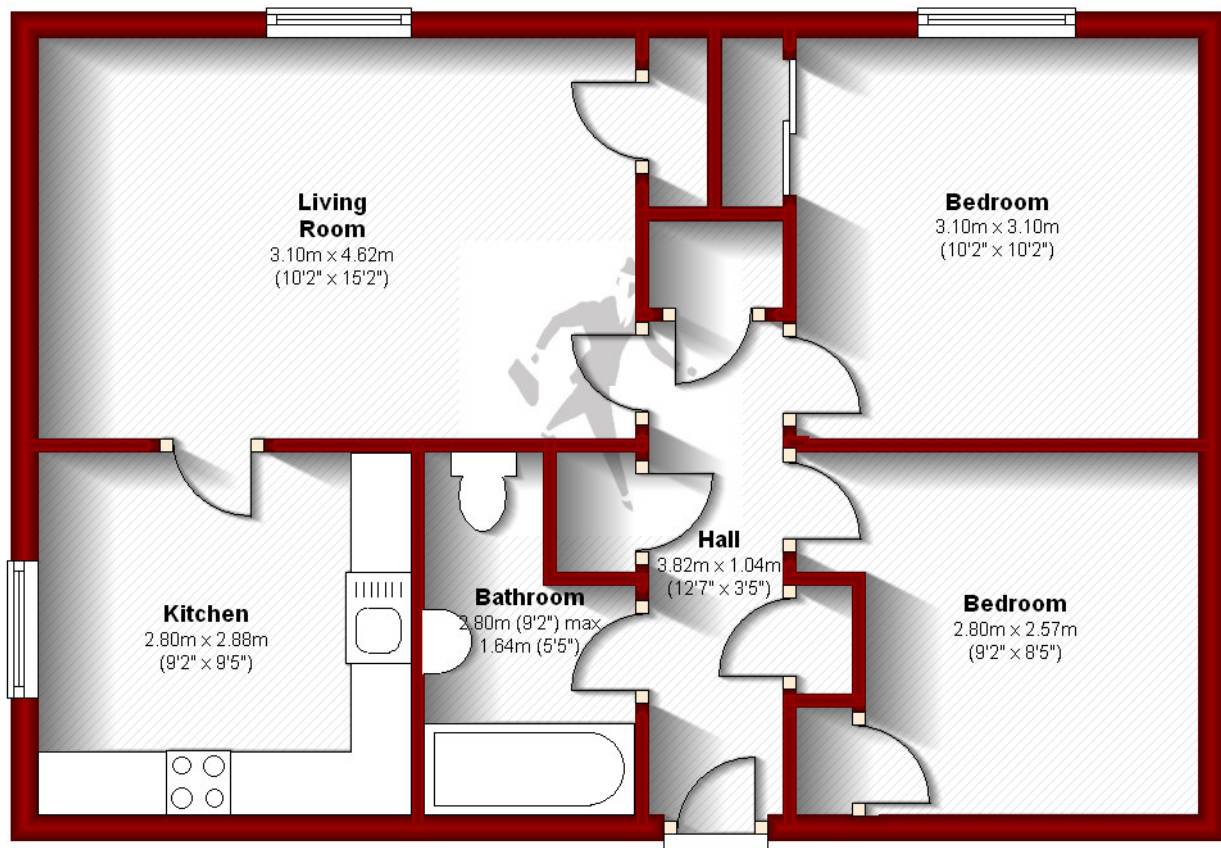 Living
Room
3.10m x 4.62m
(10'2" x 15'2")
Bedroom
3.10m x 3.10m
(10'2" x 10'2")
Hall
3.82m x 1.04m
(12'7" x 3'5")
Kitchen
2.80m x 2.88m
(9'2" x 9'5")
Bathroom
2.80m (9'2") max
1.64m (5'5")
Bedroom
2.80m x 2.57m
(9'2" x 8'5")